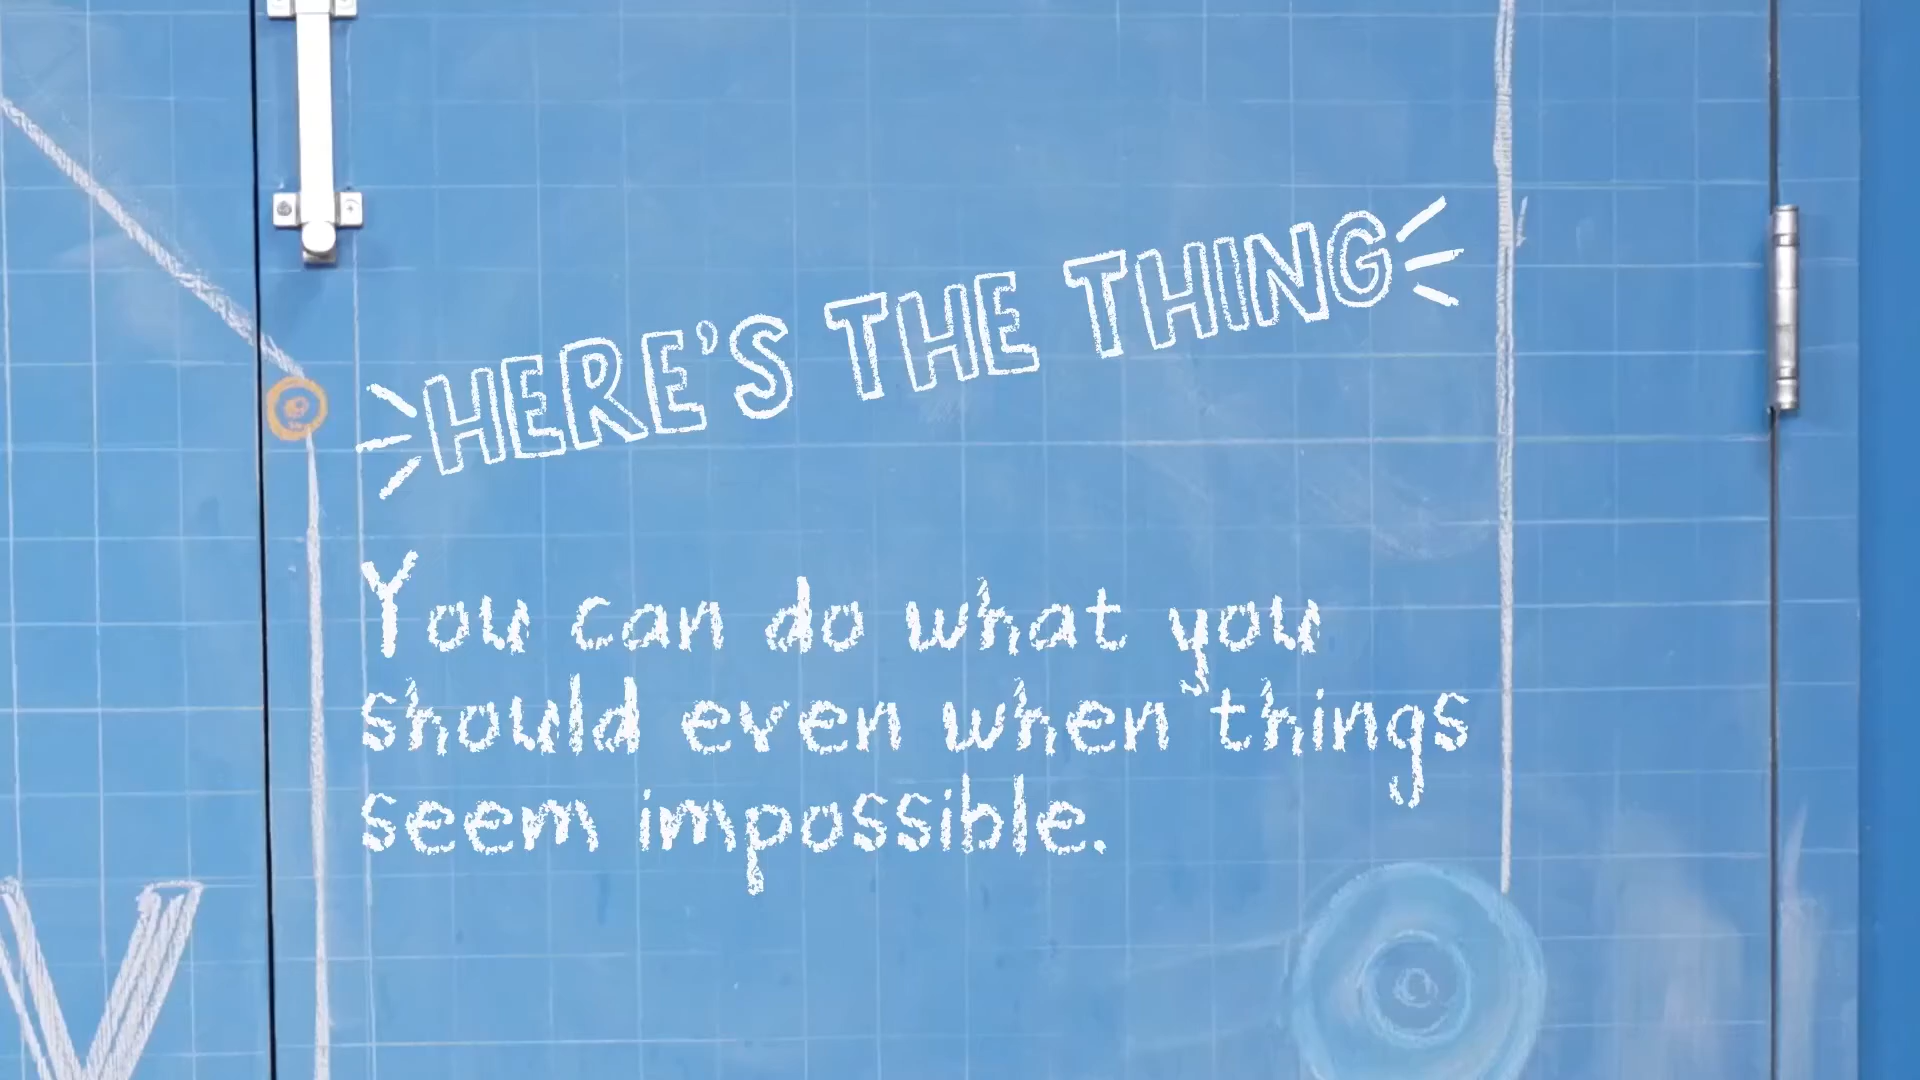 HERE'S THE THING
You can do what you
should even when things
seem impossible.